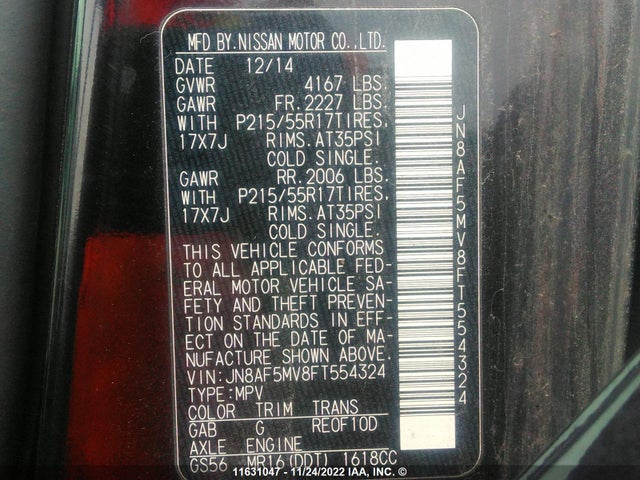 MFD BY.NISSAN MOTOR CO.,LTD.
DATE 12/14
GVWR 4167 LBS.
GAWR FR. 2227 LBS.
WITH P215/55R17TIRES.
17X7J RIMS. AT35PSI
COLD SINGLE.
GAWR RR. 2006 LBS.
WITH P215/55R17TIRES.
17X7J RIMS. AT35PSI
COLD SINGLE.
THIS VEHICLE CONFORMS
TO ALL APPLICABLE FED-
ERAL MOTOR VEHICLE SA-
FETY AND THEFT PREVEN-
TION STANDARDS IN EFF-
ECT ON THE DATE OF MA-
NUFACTURE SHOWN ABOVE.
VIN: JN8AF5MV8FT554324
TYPE: MPV
COLOR TRIM TRANS
GAB G RE0F10D
AXLE ENGINE
GS56 MR16 (DDT) 1618CC
JN8AF5MV8FT554324
11631047 — 11/24/2022 IAA, Inc.